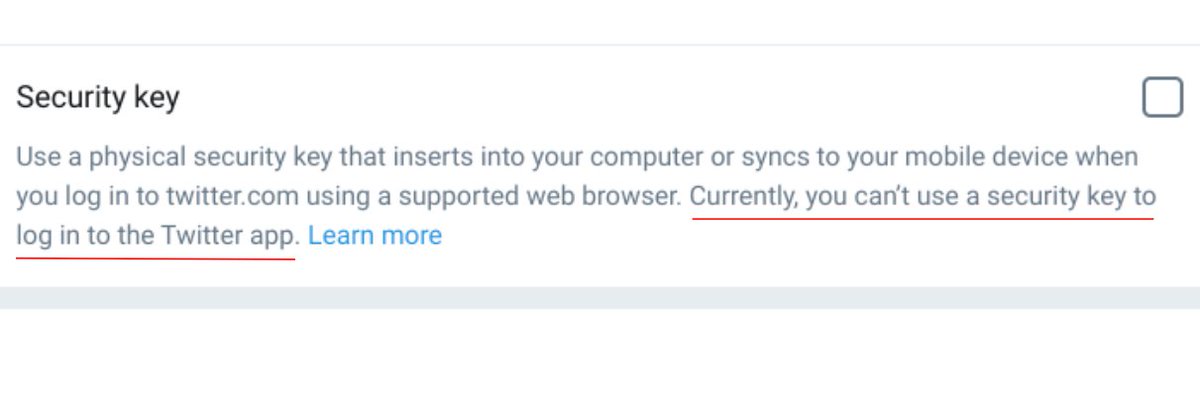 Security key
Use a physical security key that inserts into your computer or syncs to your mobile device when
you log in to twitter.com using a supported web browser. Currently, you can’t use a security key to
log in to the Twitter app. Learn more